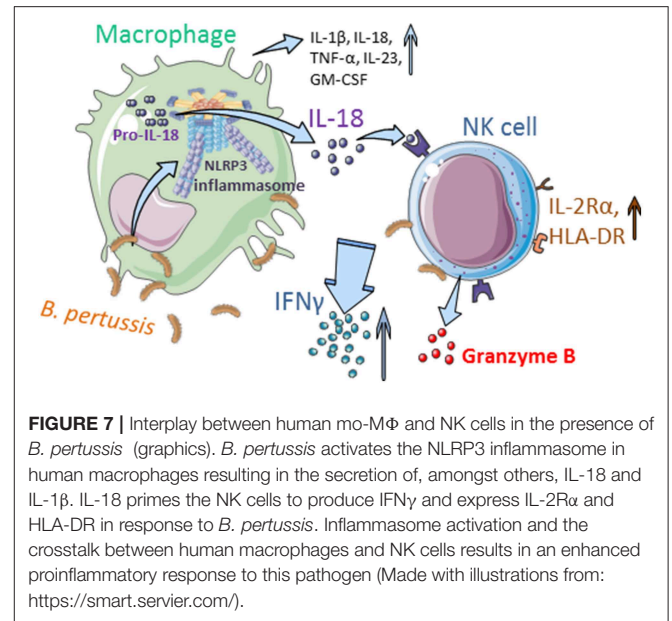 Macrophage
IL-1β, IL-18,
TNF-α, IL-23,
GM-CSF
Pro-IL-18
NLRP3
inflammasome
IL-18
NK cell
IL-2Rα,
HLA-DR
B. pertussis
IFNγ
Granzyme B
FIGURE 7 | Interplay between human mo-MΦ and NK cells in the presence of
B. pertussis (graphics). B. pertussis activates the NLRP3 inflammasome in
human macrophages resulting in the secretion of, amongst others, IL-18 and
IL-1β. IL-18 primes the NK cells to produce IFNγ and express IL-2Rα and
HLA-DR in response to B. pertussis. Inflammasome activation and the
crosstalk between human macrophages and NK cells results in an enhanced
proinflammatory response to this pathogen (Made with illustrations from:
https://smart.servier.com/).